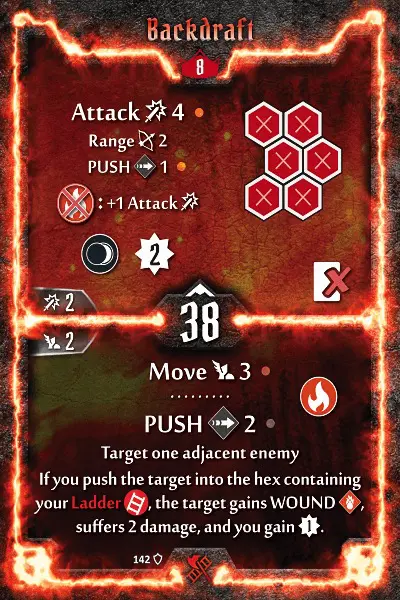 Backdraft
8
Attack 4
Range 2
PUSH 1
: +1 Attack
2
2
38
2
Move 3
PUSH 2
Target one adjacent enemy
If you push the target into the hex containing
your Ladder , the target gains WOUND ,
suffers 2 damage, and you gain 1.
142